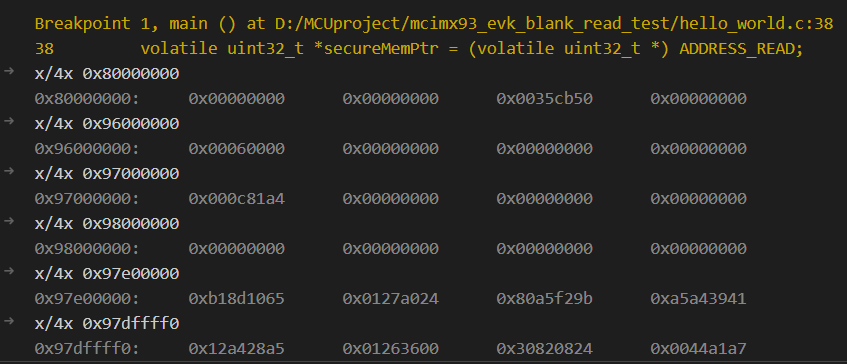 Breakpoint 1, main () at D:/MCUproject/mcimx93_evk_blank_read_test/hello_world.c:38
38 volatile uint32_t *secureMemPtr = (volatile uint32_t *) ADDRESS_READ;
→ x/4x 0x80000000
0x80000000: 0x00000000 0x00000000 0x0035cb50 0x00000000
→ x/4x 0x96000000
0x96000000: 0x00060000 0x00000000 0x00000000 0x00000000
→ x/4x 0x97000000
0x97000000: 0x000c81a4 0x00000000 0x00000000 0x00000000
→ x/4x 0x98000000
0x98000000: 0x00000000 0x00000000 0x00000000 0x00000000
→ x/4x 0x97e00000
0x97e00000: 0xb18d1065 0x0127a024 0x80a5f29b 0xa5a43941
→ x/4x 0x97dffff0
0x97dffff0: 0x12a428a5 0x01263600 0x30820824 0x0044a1a7